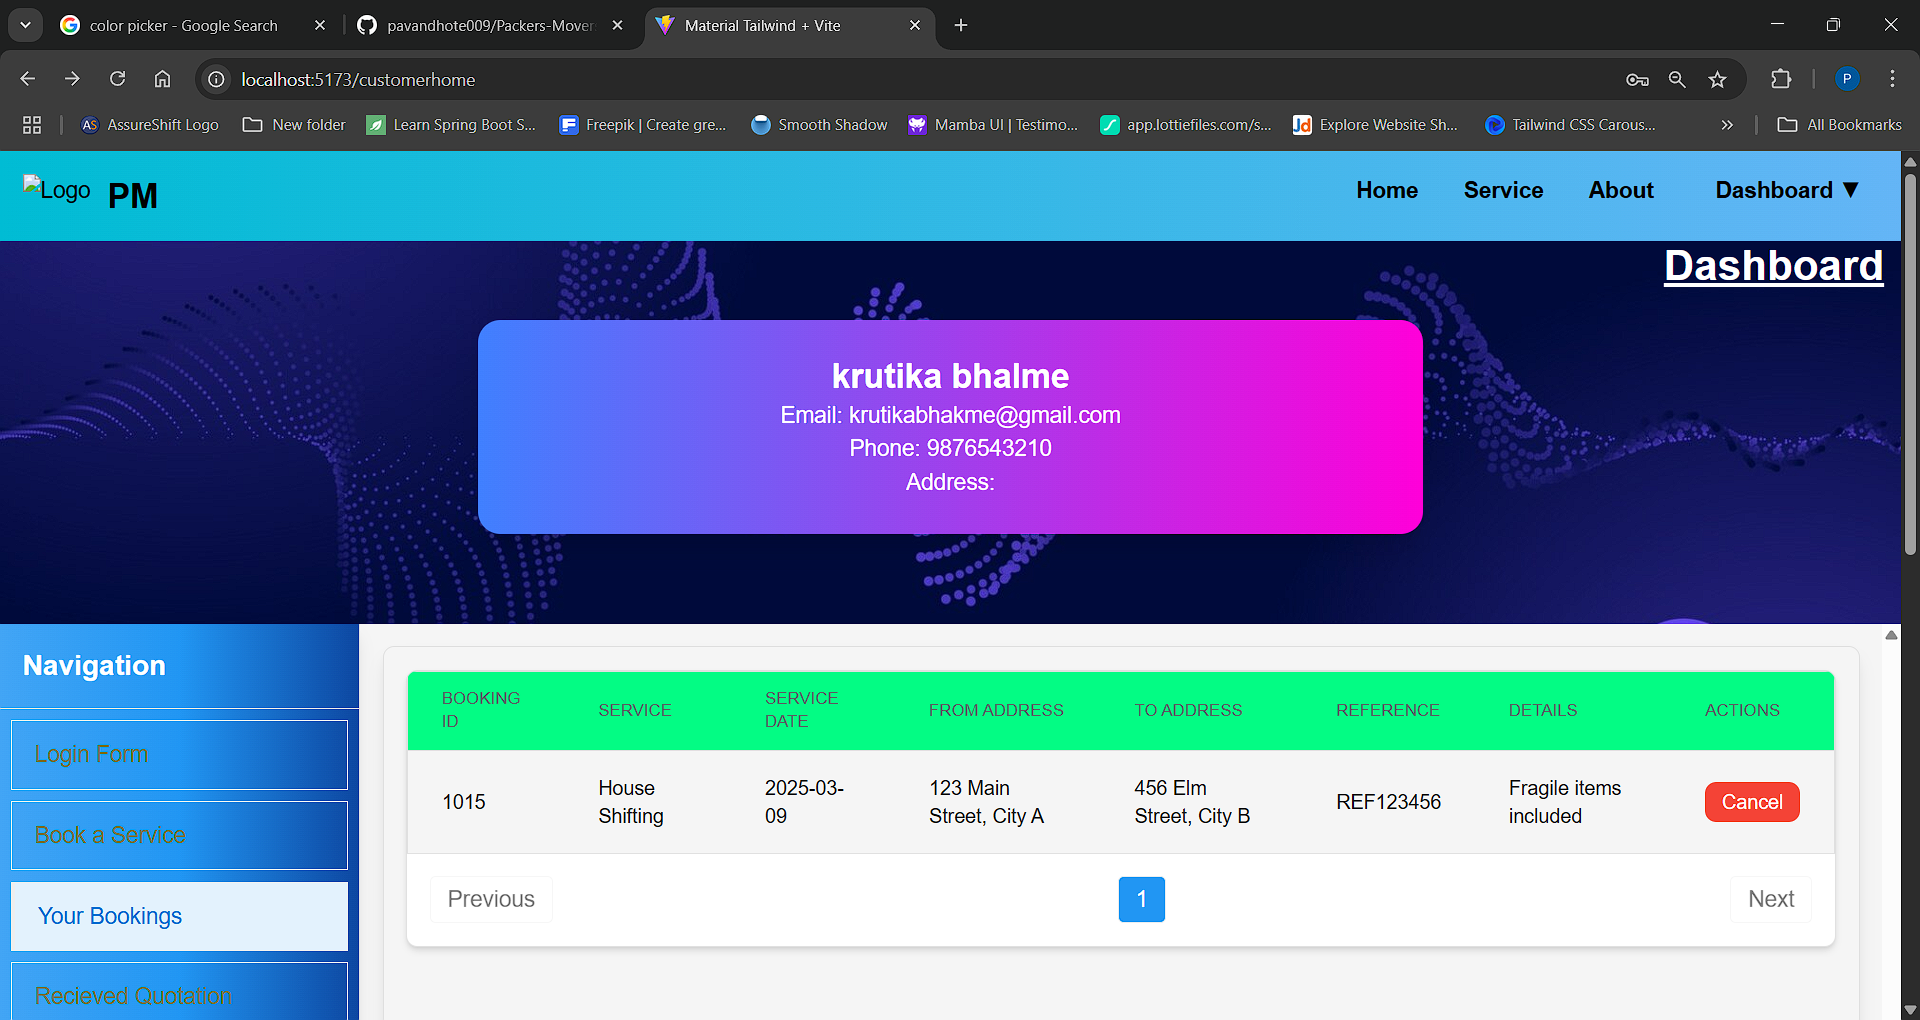 color picker - Google Search
pavandhote009/Packers-Mover
Material Tailwind + Vite
localhost:5173/customerhome
P
AS AssureShift Logo
New folder
Learn Spring Boot S...
Freepik | Create gre...
Smooth Shadow
Mamba UI | Testimo...
app.lottiefiles.com/s...
Jd Explore Website Sh...
Tailwind CSS Carous...
All Bookmarks
Logo PM
Home Service About Dashboard ▼
Dashboard
krutika bhalme
Email: krutikabhakme@gmail.com
Phone: 9876543210
Address:
Navigation
Login Form
Book a Service
Your Bookings
Recieved Quotation
BOOKING
ID
SERVICE
SERVICE
DATE
FROM ADDRESS
TO ADDRESS
REFERENCE
DETAILS
ACTIONS
1015
House
Shifting
2025-03-
09
123 Main
Street, City A
456 Elm
Street, City B
REF123456
Fragile items
included
Cancel
Previous
1
Next